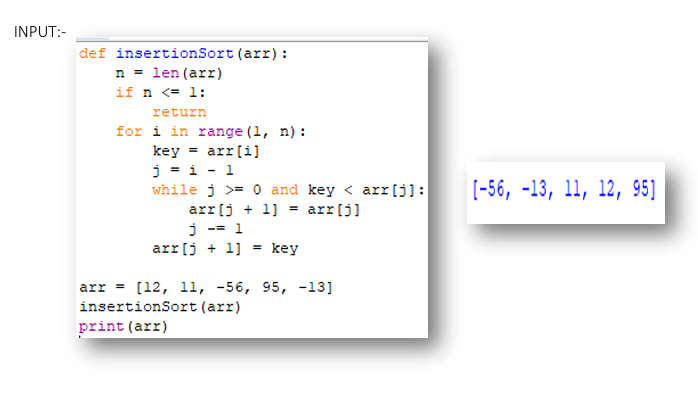 INPUT:-
def insertionSort(arr):
    n = len(arr)
    if n <= 1:
        return
    for i in range(1, n):
        key = arr[i]
        j = i - 1
        while j >= 0 and key < arr[j]:
            arr[j + 1] = arr[j]
            j -= 1
        arr[j + 1] = key

arr = [12, 11, -56, 95, -13]
insertionSort(arr)
print(arr)
[-56, -13, 11, 12, 95]